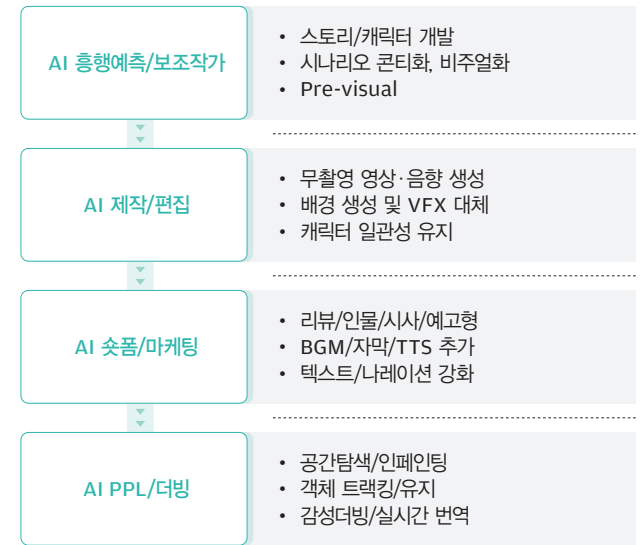 AI 흥행예측/보조작가
• 스토리/캐릭터 개발
• 시나리오 콘티화, 비주얼화
• Pre-visual
AI 제작/편집
• 무촬영 영상·음향 생성
• 배경 생성 및 VFX 대체
• 캐릭터 일관성 유지
AI 숏폼/마케팅
• 리뷰/인물/시사/예고형
• BGM/자막/TTS 추가
• 텍스트/나레이션 강화
AI PPL/더빙
• 공간탐색/인페인팅
• 객체 트랙킹/유지
• 감성더빙/실시간 번역